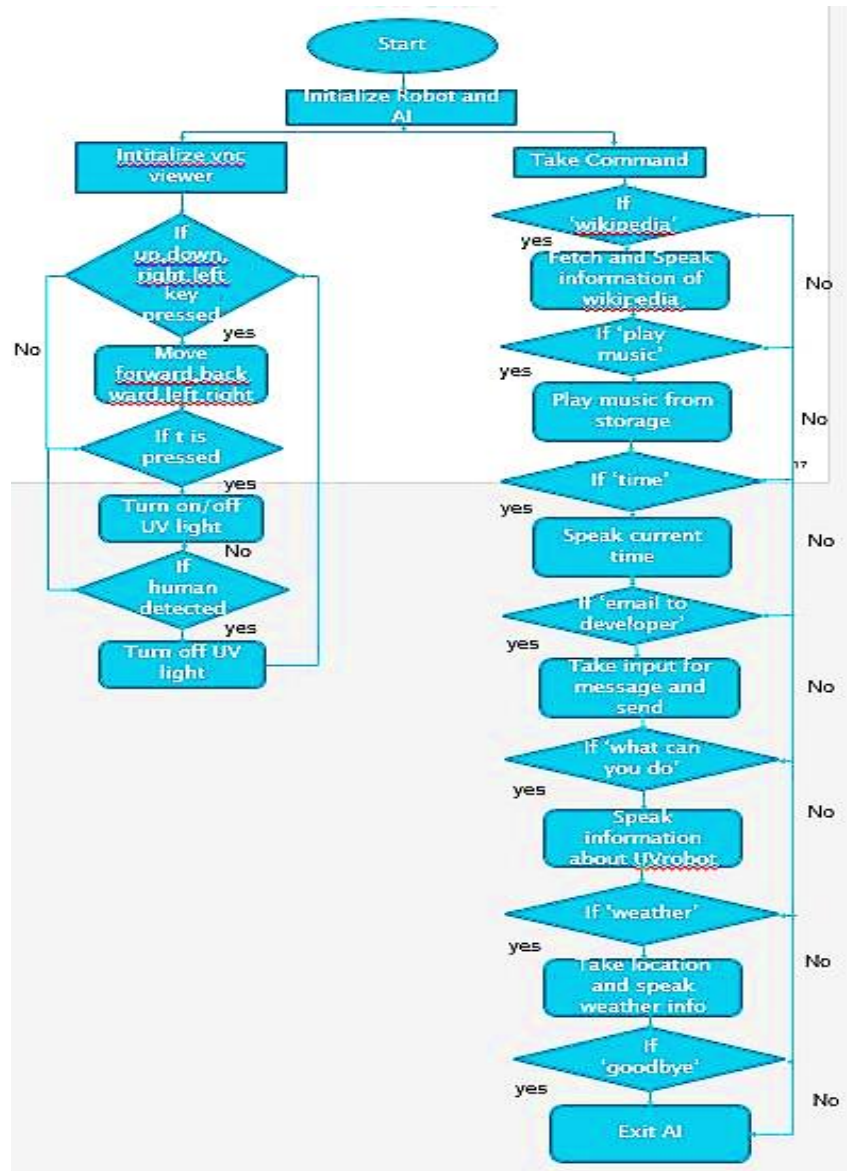 Start
Initialize Robot and
AI
Intitalize vnc
viewer
If
up,down,
right,left
key
pressed
yes
No
Move
forward,back
ward,left,right
If t is
pressed
yes
Turn on/off
UV light
No
If
human
detected
yes
Turn off UV
light
Take Command
If
‘wikipedia’
yes
No
Fetch and Speak
information of
wikipedia
If ‘play
music’
yes
No
Play music from
storage
17
If ‘time’
yes
No
Speak current
time
If ‘email to
developer’
yes
No
Take input for
message and
send
If ‘what can
you do’
yes
No
Speak
information
about UVrobot
If ‘weather’
yes
No
Take location
and speak
weather info
If
‘goodbye’
yes
No
Exit AI